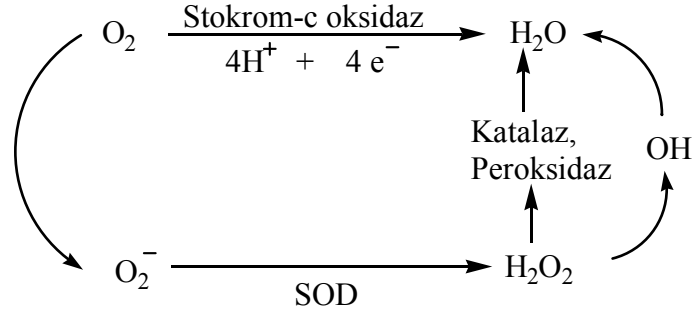 Stokrom-c oksidaz
O₂
H₂O
4H⁺ + 4 e⁻
Katalaz,
Peroksidaz
OH
O₂⁻
H₂O₂
SOD